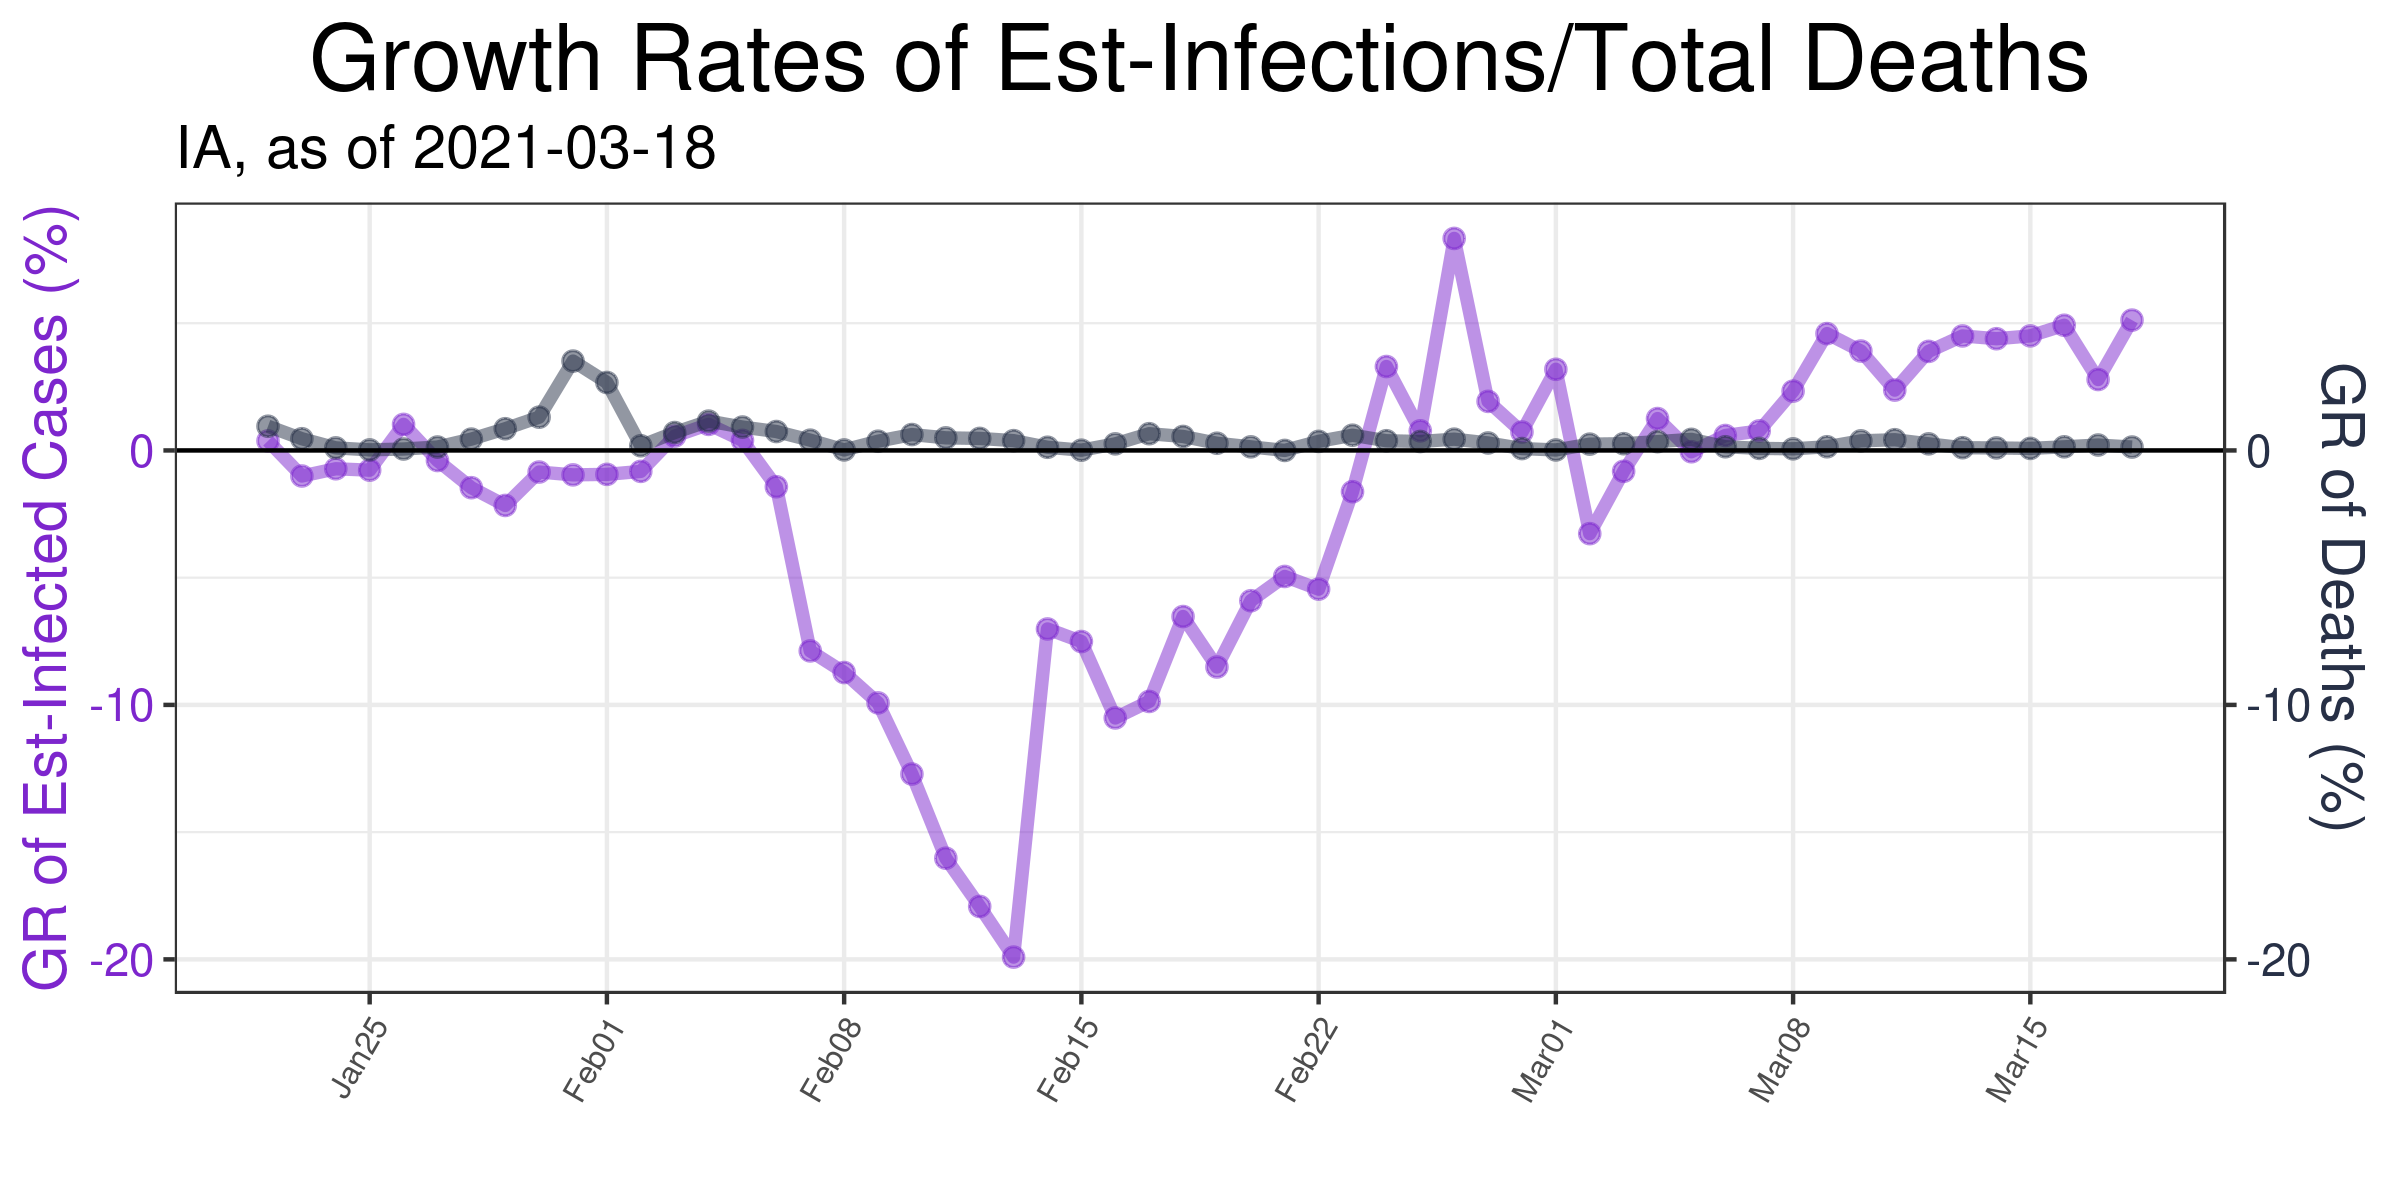 Growth Rates of Est-Infections/Total Deaths
IA, as of 2021-03-18
GR of Est-Infected Cases (%)
0
-10
-20
GR of Deaths (%)
0
-10
-20
Jan25
Feb01
Feb08
Feb15
Feb22
Mar01
Mar08
Mar15